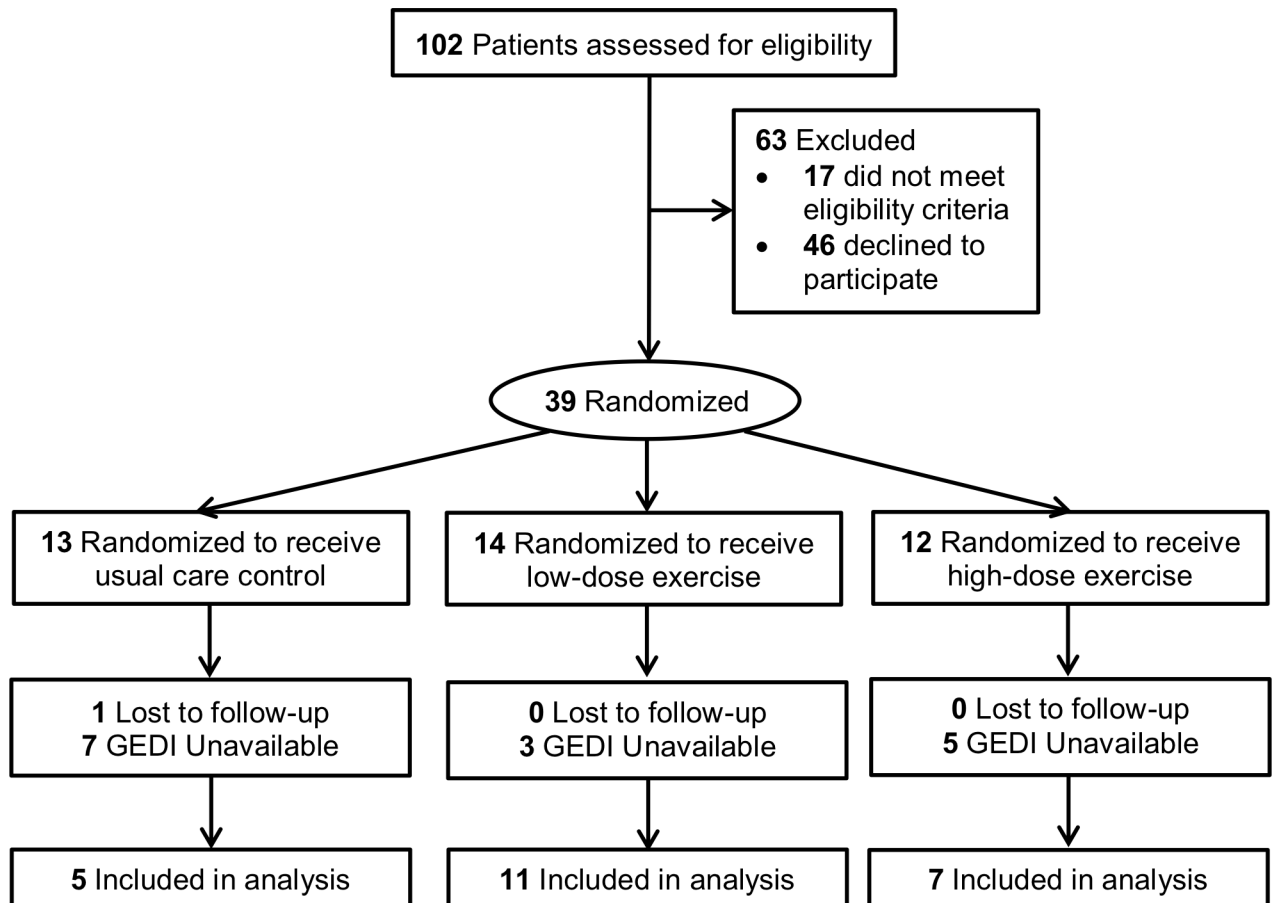 102 Patients assessed for eligibility
63 Excluded
• 17 did not meet
eligibility criteria
• 46 declined to
participate
39 Randomized
13 Randomized to receive
usual care control
14 Randomized to receive
low-dose exercise
12 Randomized to receive
high-dose exercise
1 Lost to follow-up
7 GEDI Unavailable
0 Lost to follow-up
3 GEDI Unavailable
0 Lost to follow-up
5 GEDI Unavailable
5 Included in analysis
11 Included in analysis
7 Included in analysis